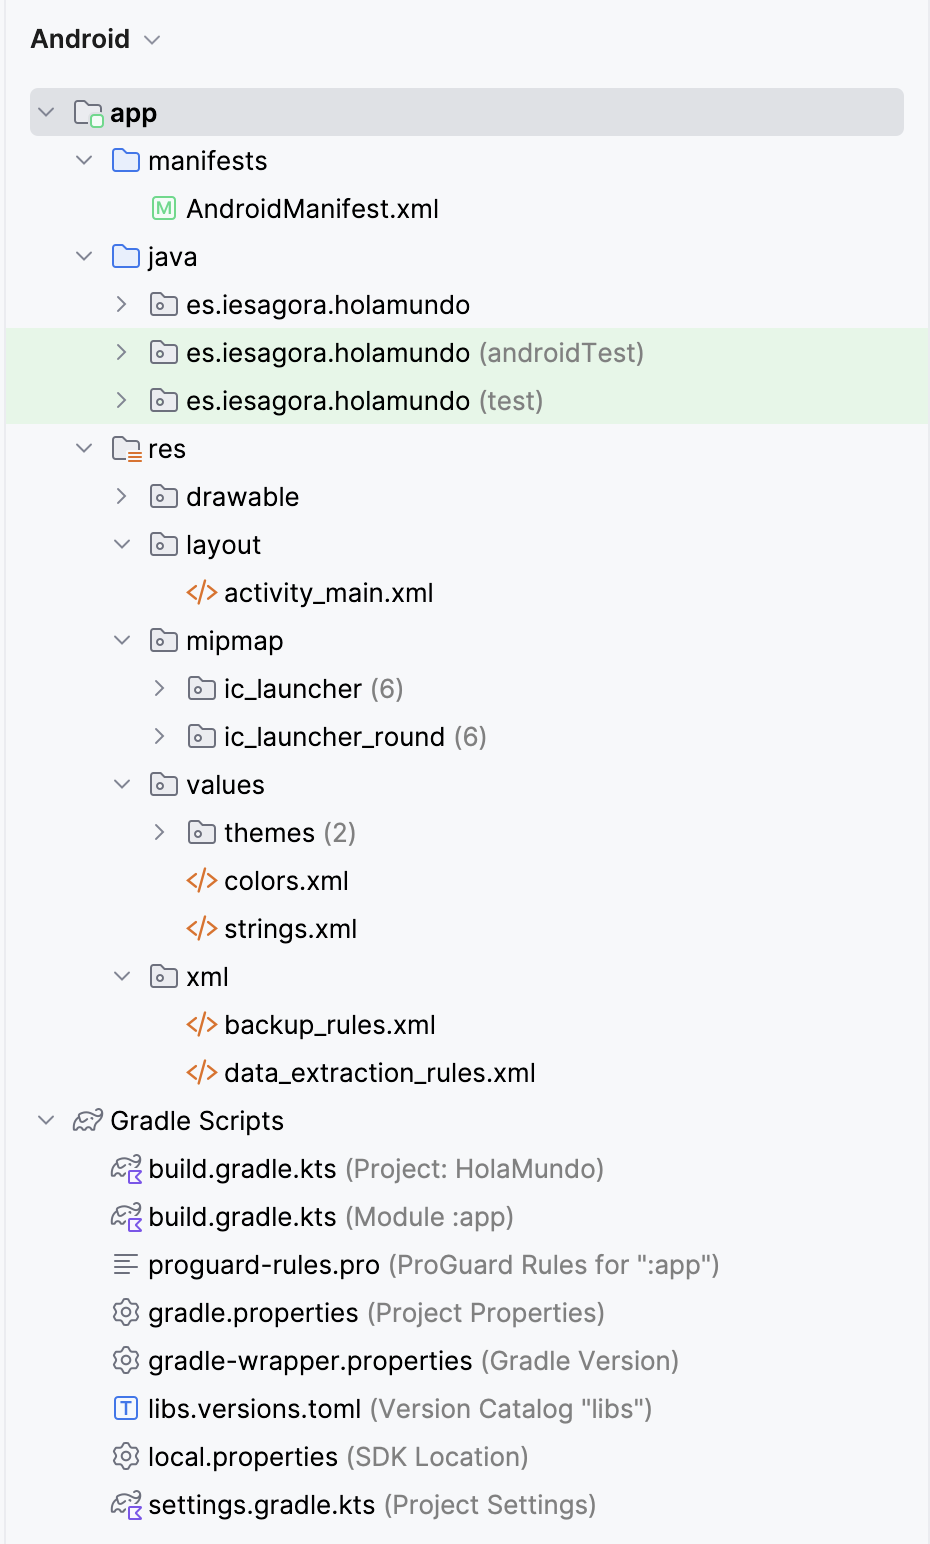 Android
app
manifests
M AndroidManifest.xml
java
es.iesagora.holamundo
es.iesagora.holamundo (androidTest)
es.iesagora.holamundo (test)
res
drawable
layout
</> activity_main.xml
mipmap
ic_launcher (6)
ic_launcher_round (6)
values
themes (2)
</> colors.xml
</> strings.xml
xml
</> backup_rules.xml
</> data_extraction_rules.xml
Gradle Scripts
build.gradle.kts (Project: HolaMundo)
build.gradle.kts (Module :app)
proguard-rules.pro (ProGuard Rules for ":app")
gradle.properties (Project Properties)
gradle-wrapper.properties (Gradle Version)
T libs.versions.toml (Version Catalog "libs")
local.properties (SDK Location)
settings.gradle.kts (Project Settings)